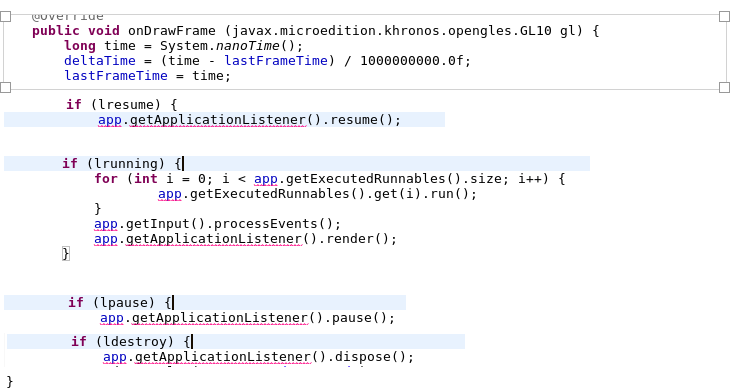 @Override
public void onDrawFrame (javax.microedition.khronos.opengles.GL10 gl) {
long time = System.nanoTime();
deltaTime = (time - lastFrameTime) / 1000000000.0f;
lastFrameTime = time;
if (lresume) {
app.getApplicationListener().resume();
if (lrunning) {
for (int i = 0; i < app.getExecutedRunnables().size; i++) {
app.getExecutedRunnables().get(i).run();
}
app.getInput().processEvents();
app.getApplicationListener().render();
}
if (lpause) {
app.getApplicationListener().pause();
if (ldestroy) {
app.getApplicationListener().dispose();
}